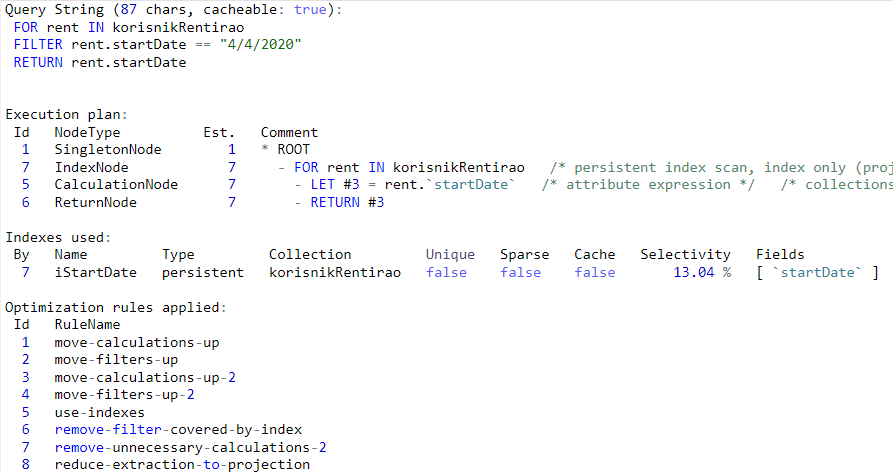 Query String (87 chars, cacheable: true):
FOR rent IN korisnikRentirao
FILTER rent.startDate == "4/4/2020"
RETURN rent.startDate
Execution plan:
Id NodeType Est. Comment
1 SingletonNode 1 * ROOT
7 IndexNode 7 - FOR rent IN korisnikRentirao /* persistent index scan, index only (proj
5 CalculationNode 7 - LET #3 = rent.`startDate` /* attribute expression */ /* collections
6 ReturnNode 7 - RETURN #3
Indexes used:
By Name Type Collection Unique Sparse Cache Selectivity Fields
7 iStartDate persistent korisnikRentirao false false false 13.04 % [ `startDate` ]
Optimization rules applied:
Id RuleName
1 move-calculations-up
2 move-filters-up
3 move-calculations-up-2
4 move-filters-up-2
5 use-indexes
6 remove-filter-covered-by-index
7 remove-unnecessary-calculations-2
8 reduce-extraction-to-projection